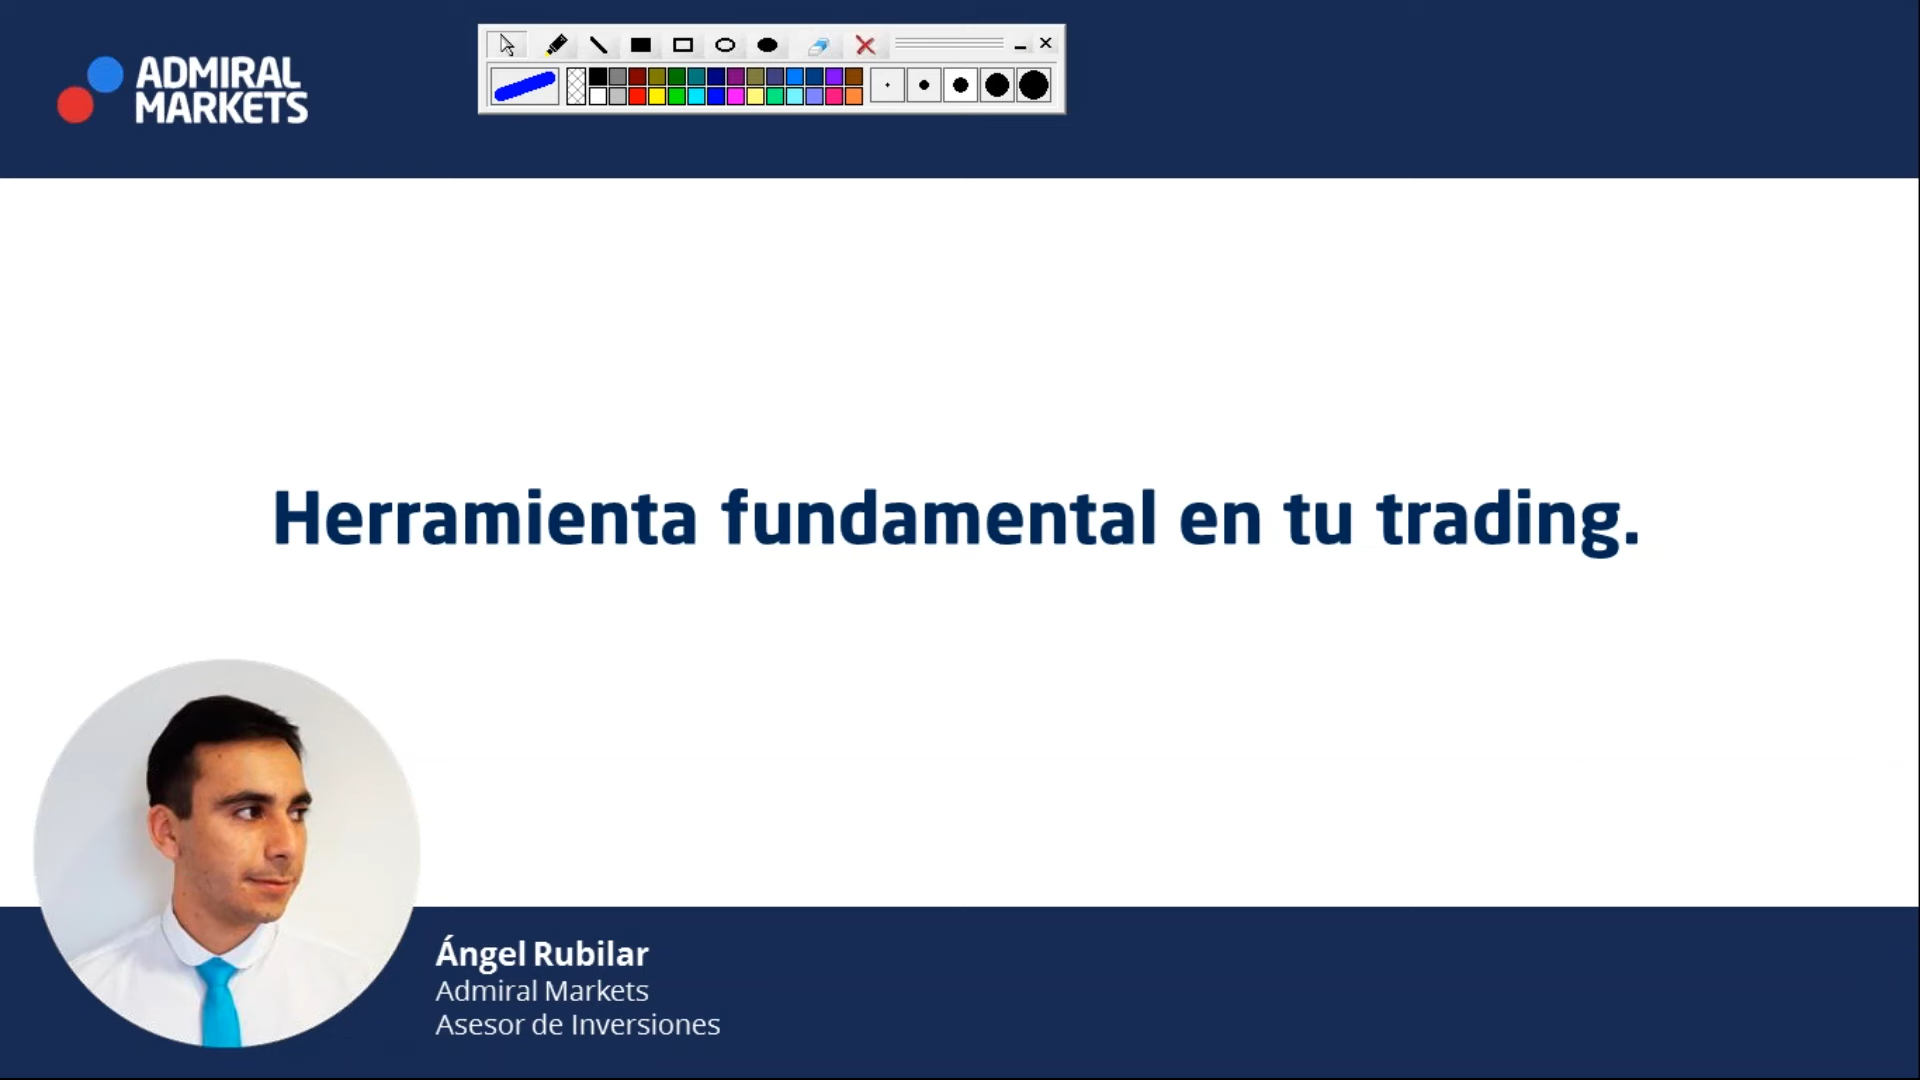 ADMIRAL
MARKETS
Herramienta fundamental en tu trading.
Ángel Rubilar
Admiral Markets
Asesor de Inversiones